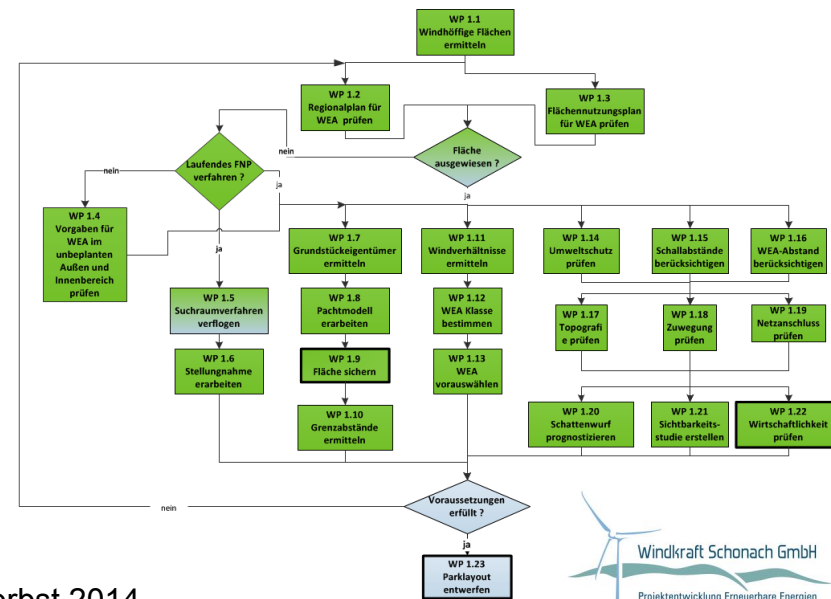 WP 1.1
Windhöffige Flächen
ermitteln
WP 1.2
Regionalplan für
WEA prüfen
WP 1.3
Flächennutzungsplan
für WEA prüfen
Fläche
ausgewiesen ?
nein
ja
Laufendes FNP
verfahren ?
nein
ja
ja
WP 1.4
Vorgaben für
WEA im
unbeplanten
Außen und
Innenbereich
prüfen
WP 1.7
Grundstückeigentümer
ermitteln
WP 1.11
Windverhältnisse
ermitteln
WP 1.14
Umweltschutz
prüfen
WP 1.15
Schallabstände
berücksichtigen
WP 1.16
WEA-Abstand
berücksichtigen
WP 1.5
Suchraumverfahren
verflogen
WP 1.8
Pachtmodell
erarbeiten
WP 1.12
WEA Klasse
bestimmen
WP 1.17
Topografi
e prüfen
WP 1.18
Zuwegung
prüfen
WP 1.19
Netzanschluss
prüfen
WP 1.6
Stellungnahme
erarbeiten
WP 1.9
Fläche sichern
WP 1.13
WEA
vorauswählen
WP 1.10
Grenzabstände
ermitteln
WP 1.20
Schattenwurf
prognostizieren
WP 1.21
Sichtbarkeits-
studie erstellen
WP 1.22
Wirtschaftlichkeit
prüfen
Voraussetzungen
erfüllt ?
nein
ja
WP 1.23
Parklayout
entwerfen
Windkraft Schonach GmbH
Projektentwicklung Erneuerbare Energien
2014